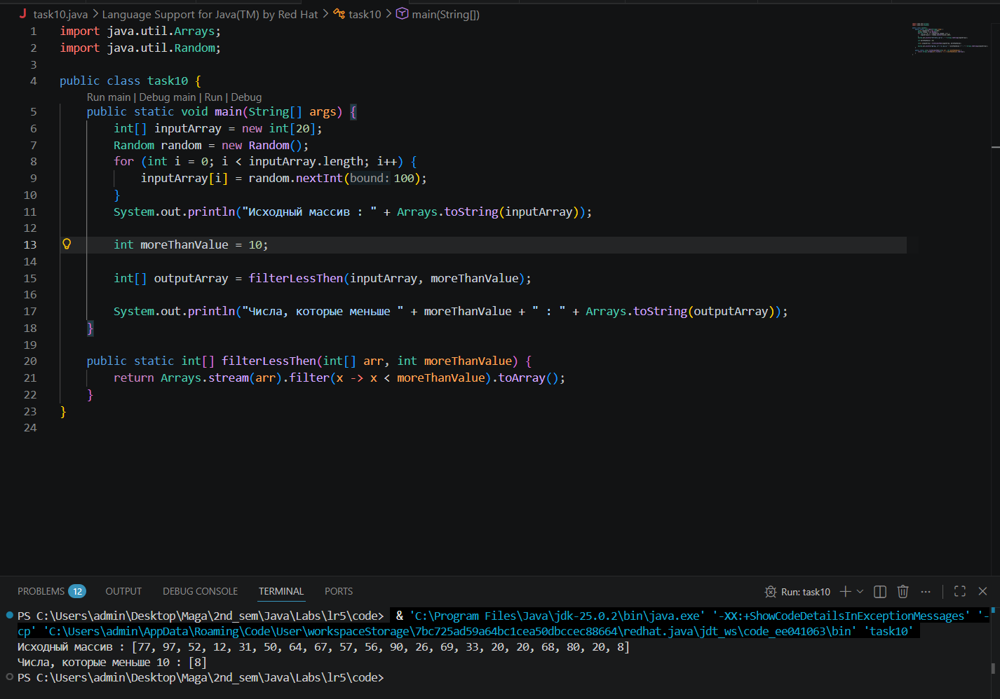 task10.java > Language Support for Java(TM) by Red Hat > task10 > main(String[])
1 import java.util.Arrays;
2 import java.util.Random;
3
4 public class task10 {
Run main | Debug main | Run | Debug
5 public static void main(String[] args) {
6 int[] inputArray = new int[20];
7 Random random = new Random();
8 for (int i = 0; i < inputArray.length; i++) {
9 inputArray[i] = random.nextInt(bound: 100);
10 }
11 System.out.println("Исходный массив : " + Arrays.toString(inputArray));
12
13 int moreThanValue = 10;
14
15 int[] outputArray = filterLessThen(inputArray, moreThanValue);
16
17 System.out.println("Числа, которые меньше " + moreThanValue + " : " + Arrays.toString(outputArray));
18 }
19
20 public static int[] filterLessThen(int[] arr, int moreThanValue) {
21 return Arrays.stream(arr).filter(x -> x < moreThanValue).toArray();
22 }
23 }
24
PROBLEMS 12 OUTPUT DEBUG CONSOLE TERMINAL PORTS Run: task10
PS C:\Users\admin\Desktop\Maga\2nd_sem\Java\Labs\lr5\code> & 'C:\Program Files\Java\jdk-25.0.2\bin\java.exe' '-XX:+ShowCodeDetailsInExceptionMessages' '-
cp' 'C:\Users\admin\AppData\Roaming\Code\User\workspaceStorage\7bc725ad59a64bc1cea50dbccec88664\redhat.java\jdt_ws\code_ee041063\bin' 'task10'
Исходный массив : [77, 97, 52, 12, 31, 50, 64, 67, 57, 56, 90, 26, 69, 33, 20, 20, 68, 80, 20, 8]
Числа, которые меньше 10 : [8]
PS C:\Users\admin\Desktop\Maga\2nd_sem\Java\Labs\lr5\code>